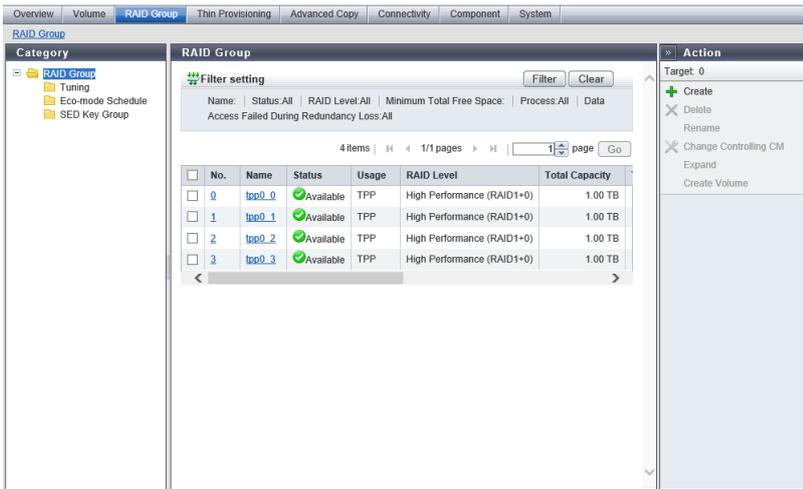 Overview Volume RAID Group Thin Provisioning Advanced Copy Connectivity Component System
RAID Group
Category
RAID Group
Tuning
Eco-mode Schedule
SED Key Group
RAID Group
Filter setting Filter Clear
Name: | Status:All | RAID Level:All | Minimum Total Free Space: | Process:All | Data
Access Failed During Redundancy Loss:All
4 items | 1/1 pages | 1 page Go
No. Name Status Usage RAID Level Total Capacity
0 tpp0_0 Available TPP High Performance (RAID1+0) 1.00 TB
1 tpp0_1 Available TPP High Performance (RAID1+0) 1.00 TB
2 tpp0_2 Available TPP High Performance (RAID1+0) 1.00 TB
3 tpp0_3 Available TPP High Performance (RAID1+0) 1.00 TB
» Action
Target: 0
Create
Delete
Rename
Change Controlling CM
Expand
Create Volume